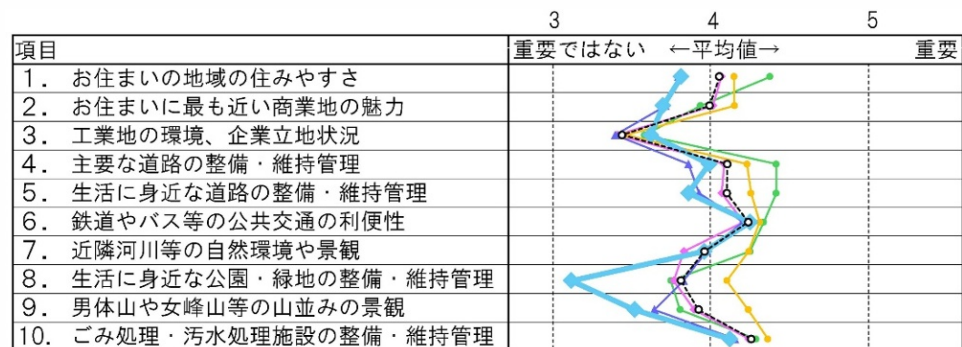 3 4 5
項目 重要ではない ←平均値→ 重要
1. お住まいの地域の住みやすさ
2. お住まいに最も近い商業地の魅力
3. 工業地の環境、企業立地状況
4. 主要な道路の整備・維持管理
5. 生活に身近な道路の整備・維持管理
6. 鉄道やバス等の公共交通の利便性
7. 近隣河川等の自然環境や景観
8. 生活に身近な公園・緑地の整備・維持管理
9. 男体山や女峰山等の山並みの景観
10. ごみ処理・汚水処理施設の整備・維持管理